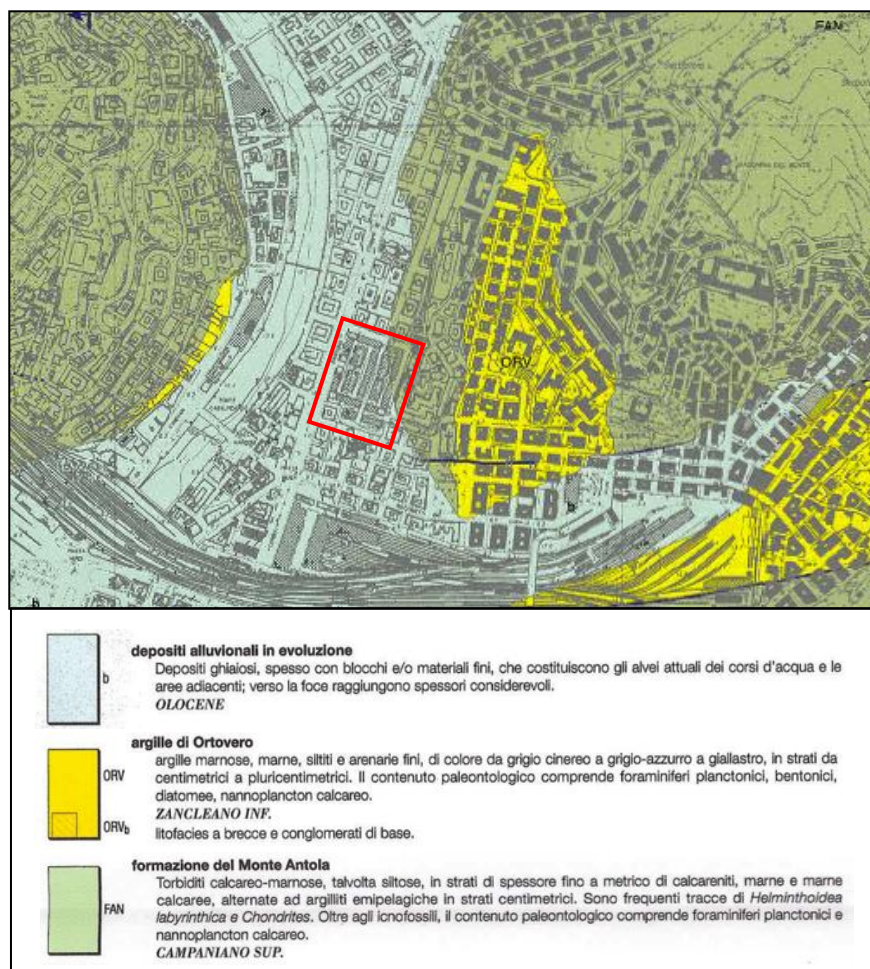 FAN
MADONNA DEL MONTE
ORV
b
b
depositi alluvionali in evoluzione
b
Depositi ghiaiosi, spesso con blocchi e/o materiali fini, che costituiscono gli alvei attuali dei corsi d'acqua e le
aree adiacenti; verso la foce raggiungono spessori considerevoli.
OLOCENE
argille di Ortovero
ORV
argille marnose, marne, siltiti e arenarie fini, di colore da grigio cinereo a grigio-azzurro a giallastro, in strati da
centimetrici a pluricentimetrici. Il contenuto paleontologico comprende foraminiferi planctonici, bentonici,
diatomee, nannoplancton calcareo.
ZANCLEANO INF.
ORVb
litofacies a brecce e conglomerati di base.
formazione del Monte Antola
FAN
Torbiditi calcareo-marnose, talvolta siltose, in strati di spessore fino a metrico di calcareniti, marne e marne
calcaree, alternate ad argilliti emipelagiche in strati centimetrici. Sono frequenti tracce di Helminthoidea
labyrinthica e Chondrites. Oltre agli icnofossili, il contenuto paleontologico comprende foraminiferi planctonici e
nannoplancton calcareo.
CAMPANIANO SUP.